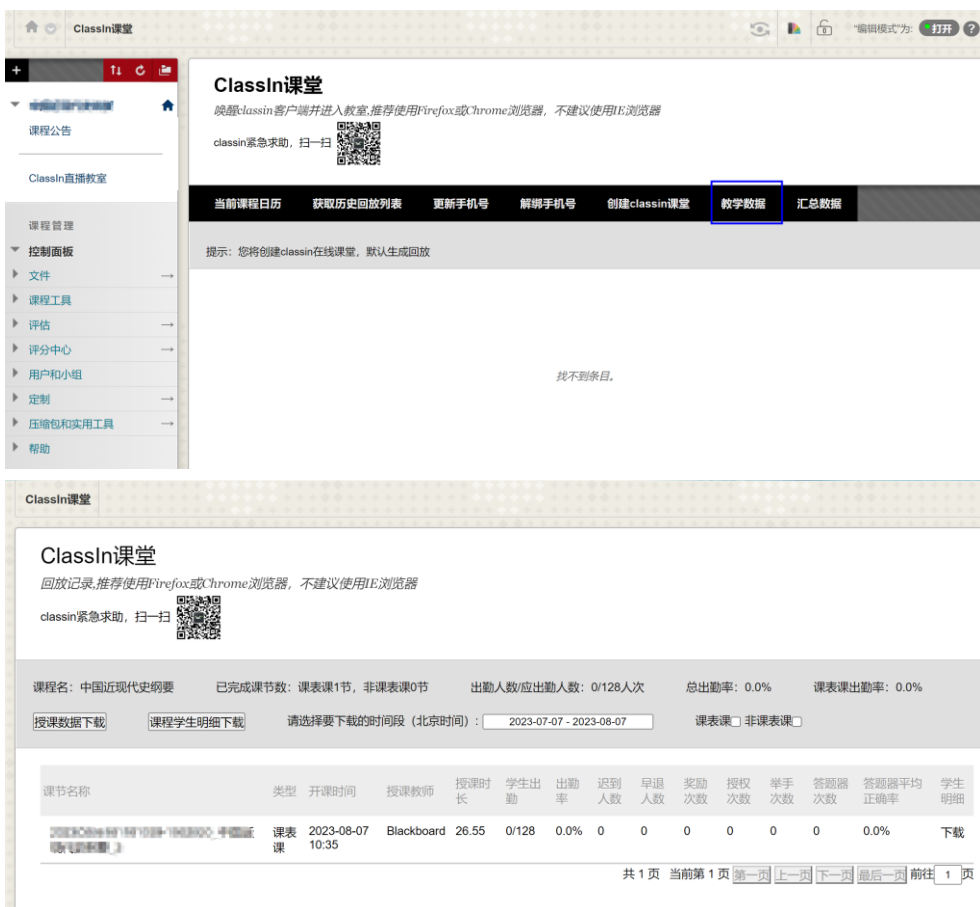 ClassIn课堂
"编辑模式"为: 打开 ?
ClassIn课堂
唤醒classin客户端并进入教室,推荐使用Firefox或Chrome浏览器，不建议使用IE浏览器
classin紧急求助，扫一扫
课程公告
ClassIn直播教室
当前课程日历 获取历史回放列表 更新手机号 解绑手机号 创建classin课堂 教学数据 汇总数据
课程管理
控制面板
提示：您将创建classin在线课堂，默认生成回放
文件
课程工具
评估
评分中心
用户和小组
定制
压缩包和实用工具
帮助
找不到条目。
ClassIn课堂
ClassIn课堂
回放记录,推荐使用Firefox或Chrome浏览器，不建议使用IE浏览器
classin紧急求助，扫一扫
课程名：中国近现代史纲要 已完成课节数：课表课1节，非课表课0节 出勤人数/应出勤人数：0/128人次 总出勤率：0.0% 课表课出勤率：0.0%
授课数据下载 课程学生明细下载 请选择要下载的时间段（北京时间）: 2023-07-07 - 2023-08-07 课表课 非课表课
课节名称 类型 开课时间 授课教师 授课时长 学生出勤 出勤率 迟到人数 早退人数 奖励次数 授权次数 举手次数 答题器次数 答题器平均正确率 学生明细
课表课 2023-08-07 10:35 Blackboard 26.55 0/128 0.0% 0 0 0 0 0 0 0.0% 下载
共 1 页 当前第 1 页 第一页 上一页 下一页 最后一页 前往 1 页